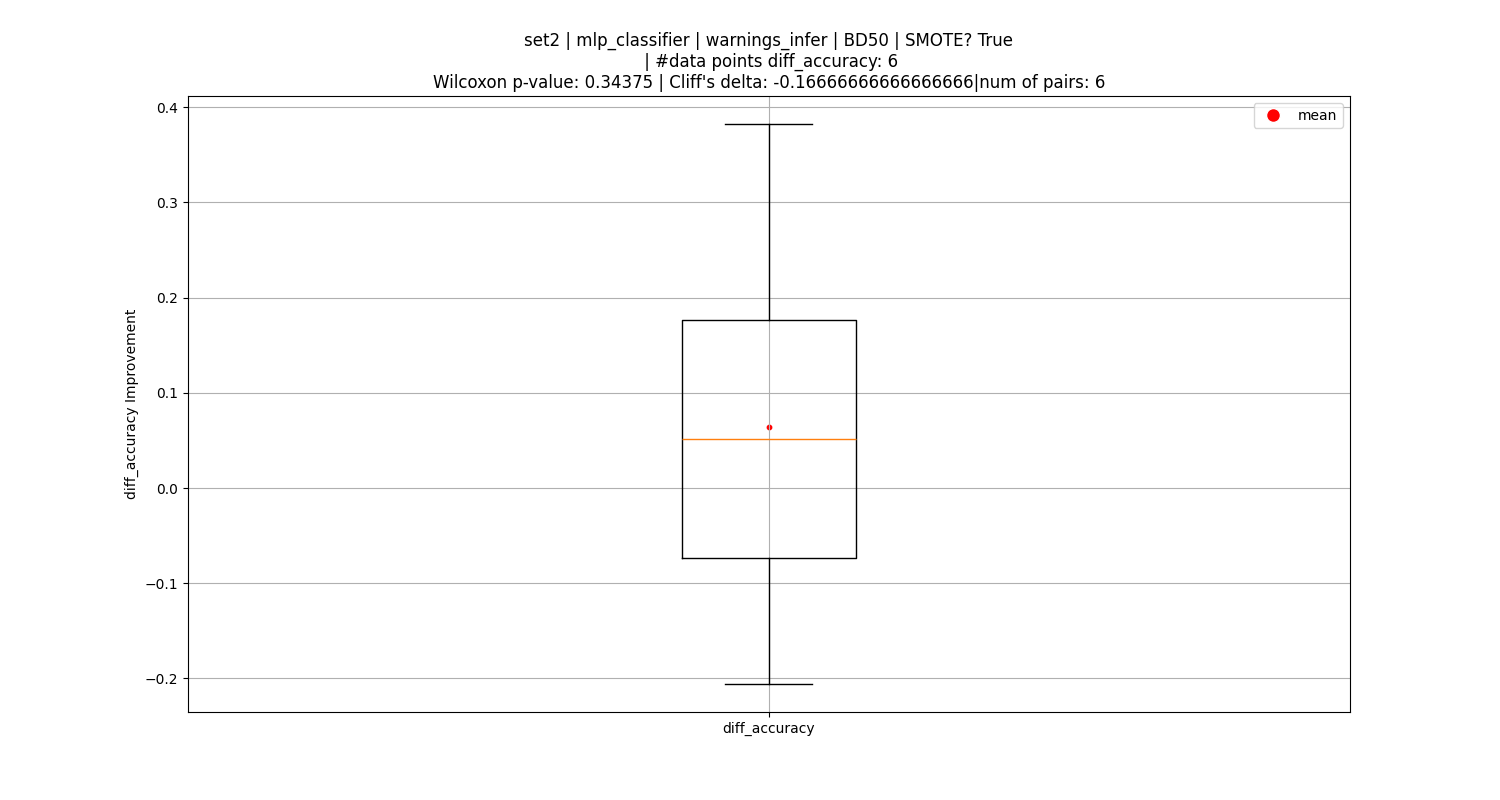 set2 | mlp_classifier | warnings_infer | BD50 | SMOTE? True
| #data points diff_accuracy: 6
Wilcoxon p-value: 0.34375 | Cliff's delta: -0.16666666666666666|num of pairs: 6
mean
0.4
0.3
0.2
0.1
0.0
−0.1
−0.2
diff_accuracy Improvement
diff_accuracy